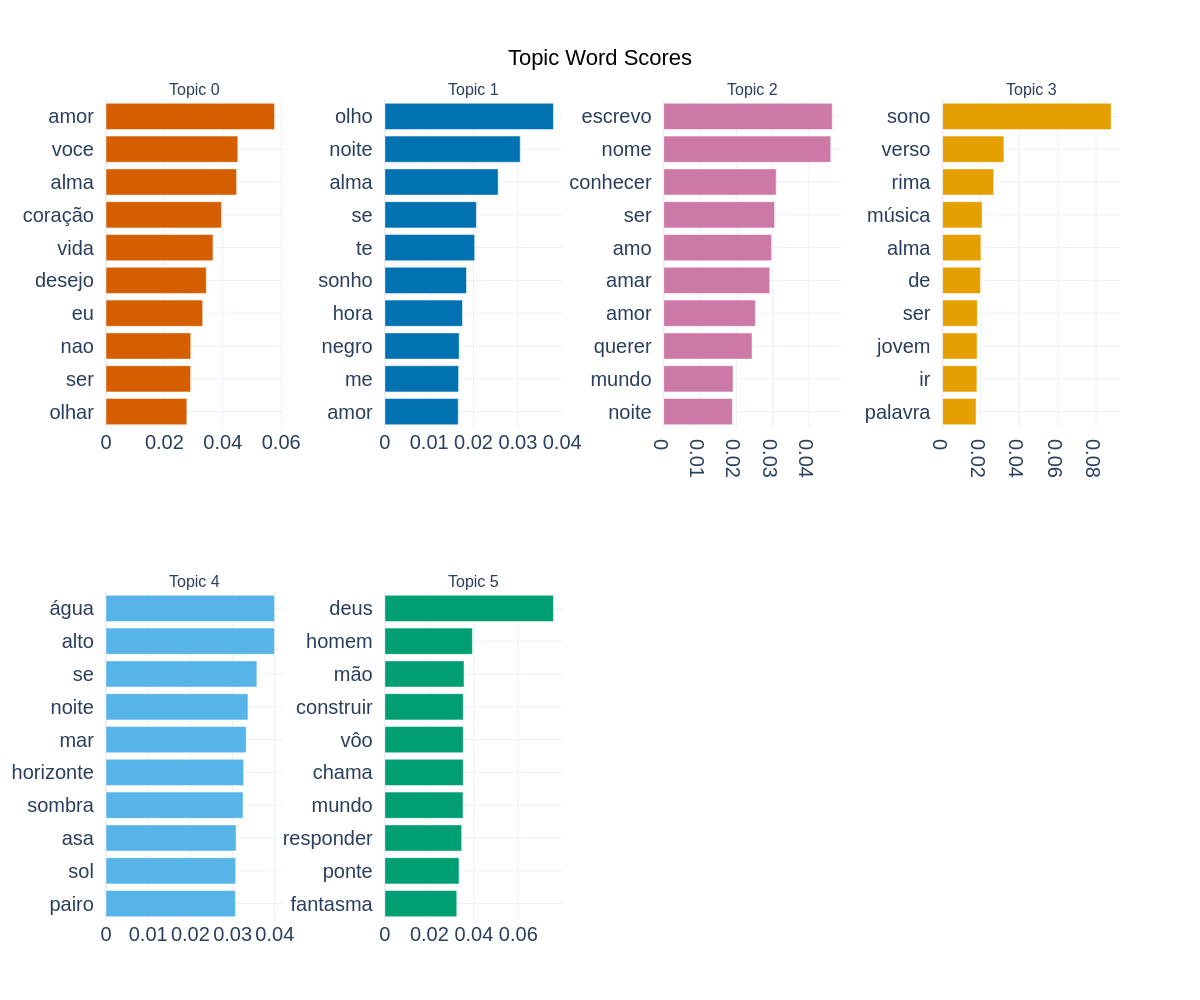 Topic Word Scores
Topic 0
amor
voce
alma
coração
vida
desejo
eu
nao
ser
olhar
0 0.02 0.04 0.06
Topic 1
olho
noite
alma
se
te
sonho
hora
negro
me
amor
0 0.01 0.02 0.03 0.04
Topic 2
escrevo
nome
conhecer
ser
amo
amar
amor
querer
mundo
noite
0 0.01 0.02 0.03 0.04
Topic 3
sono
verso
rima
música
alma
de
ser
jovem
ir
palavra
0 0.02 0.04 0.06 0.08
Topic 4
água
alto
se
noite
mar
horizonte
sombra
asa
sol
pairo
0 0.01 0.02 0.03 0.04
Topic 5
deus
homem
mão
construir
vôo
chama
mundo
responder
ponte
fantasma
0 0.02 0.04 0.06